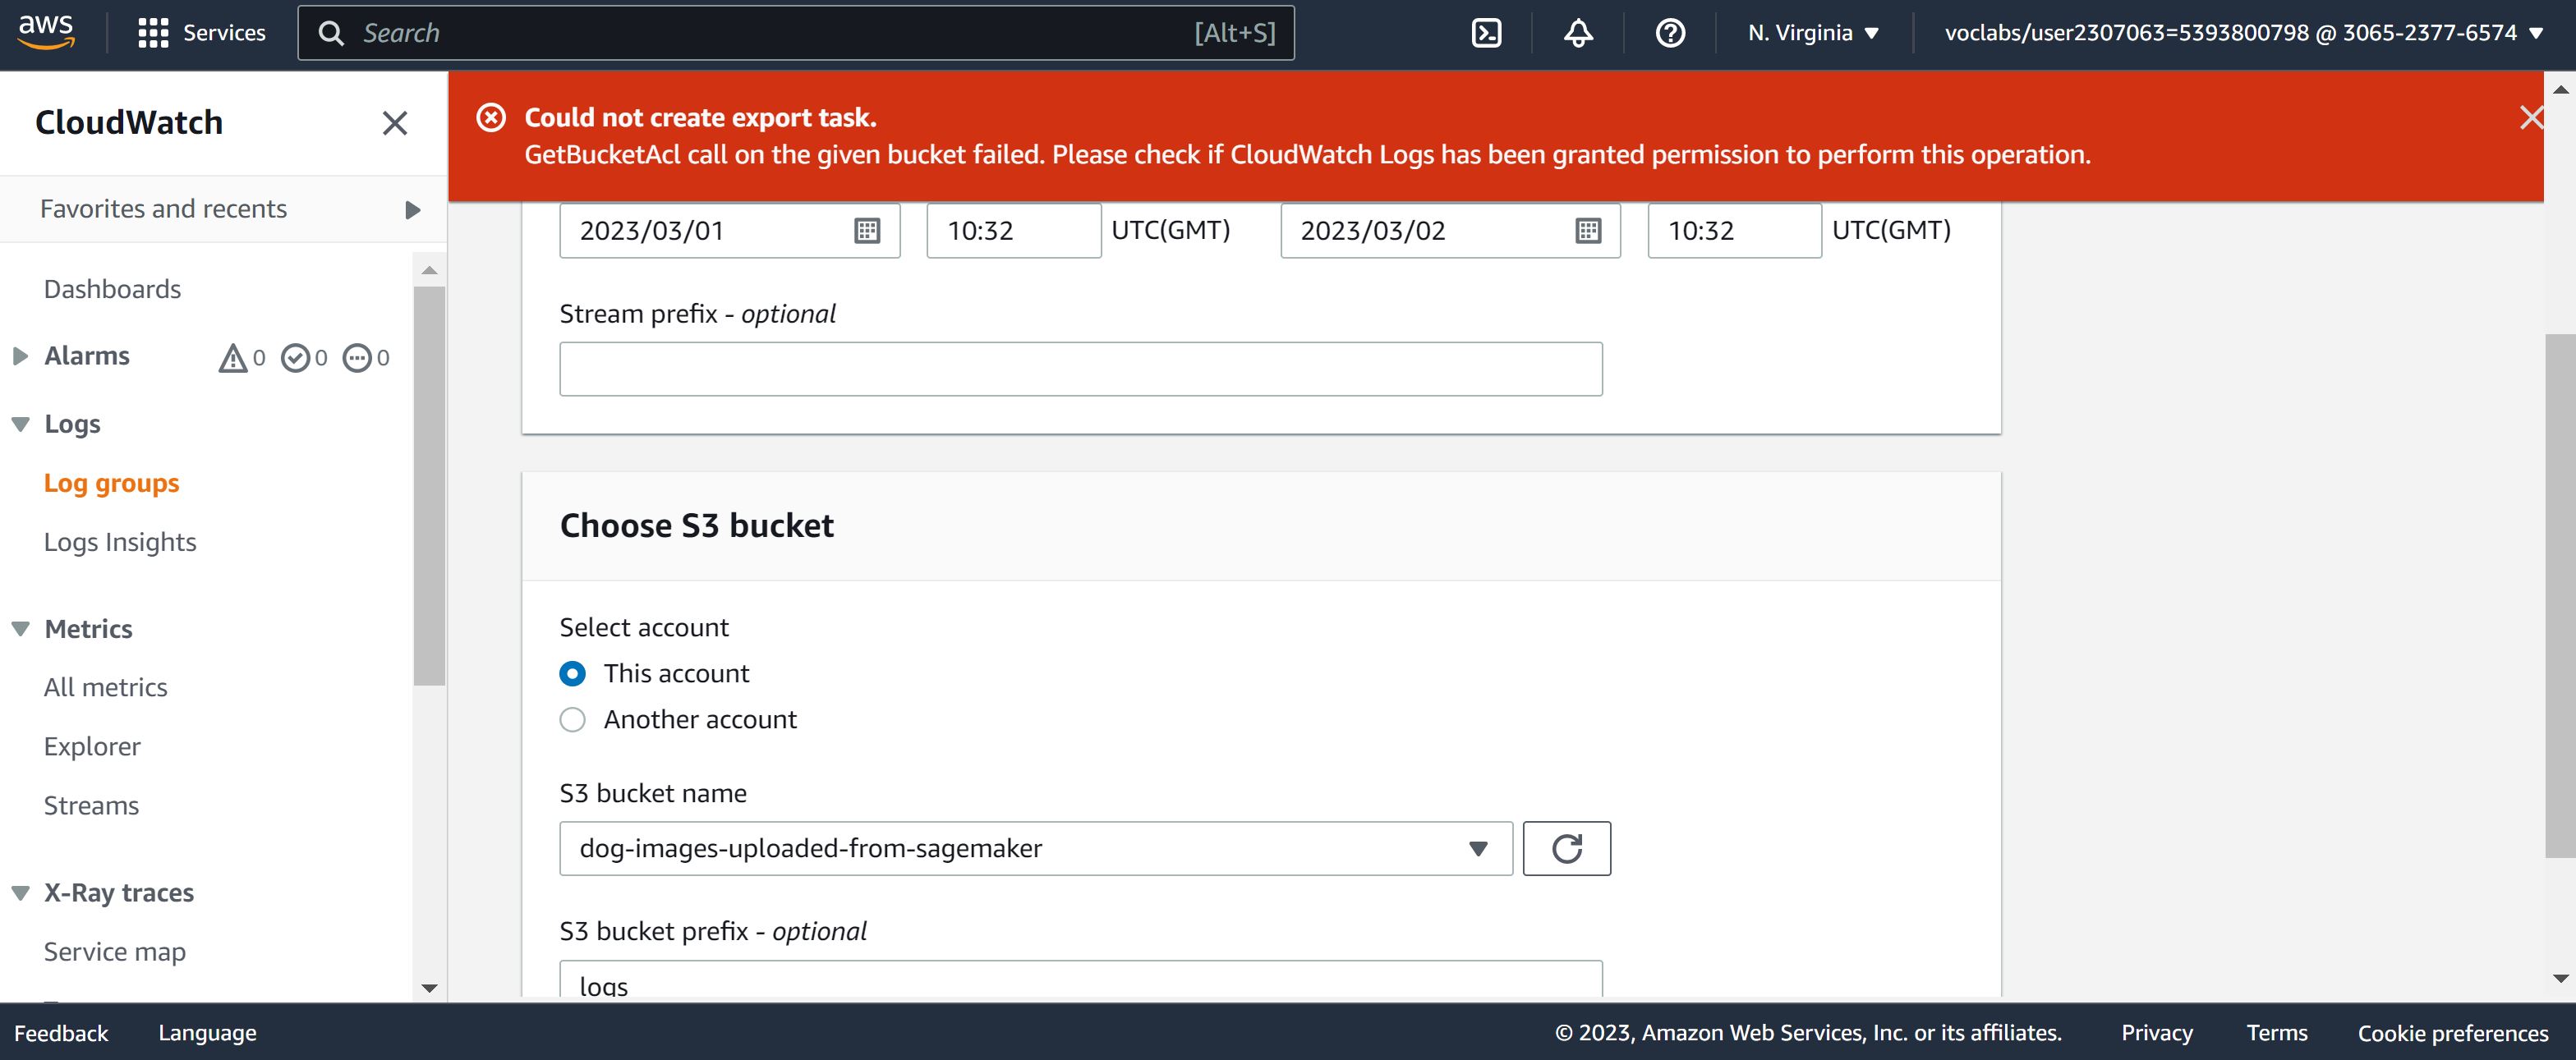 aws
Services
Search
[Alt+S]
N. Virginia
voclabs/user2307063=5393800798 @ 3065-2377-6574
CloudWatch
Favorites and recents
Dashboards
Alarms 0 0 0
Logs
Log groups
Logs Insights
Metrics
All metrics
Explorer
Streams
X-Ray traces
Service map
Could not create export task.
GetBucketAcl call on the given bucket failed. Please check if CloudWatch Logs has been granted permission to perform this operation.
2023/03/01 10:32 UTC(GMT) 2023/03/02 10:32 UTC(GMT)
Stream prefix - optional
Choose S3 bucket
Select account
This account
Another account
S3 bucket name
dog-images-uploaded-from-sagemaker
S3 bucket prefix - optional
logs
Feedback
Language
© 2023, Amazon Web Services, Inc. or its affiliates.
Privacy
Terms
Cookie preferences